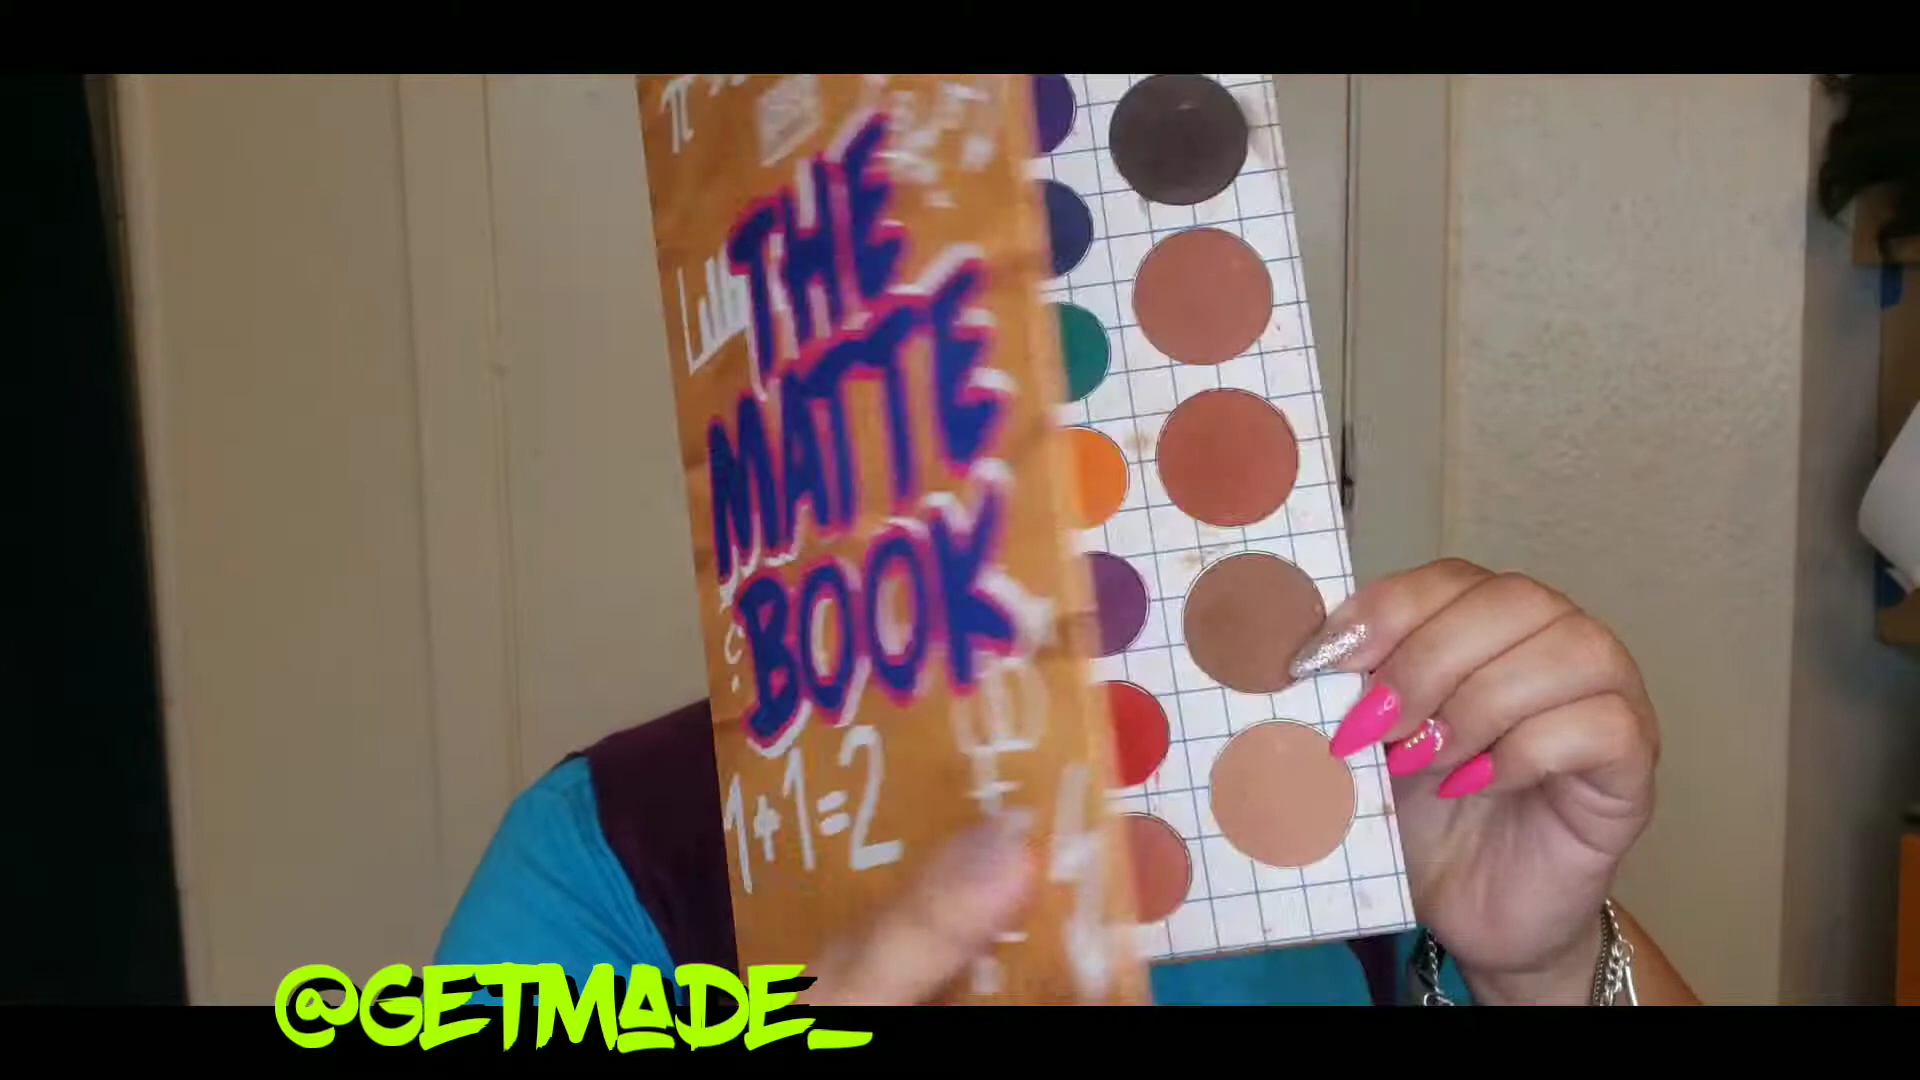 π
THE
MATTE
BOOK
1+1=2
@GETMADE_